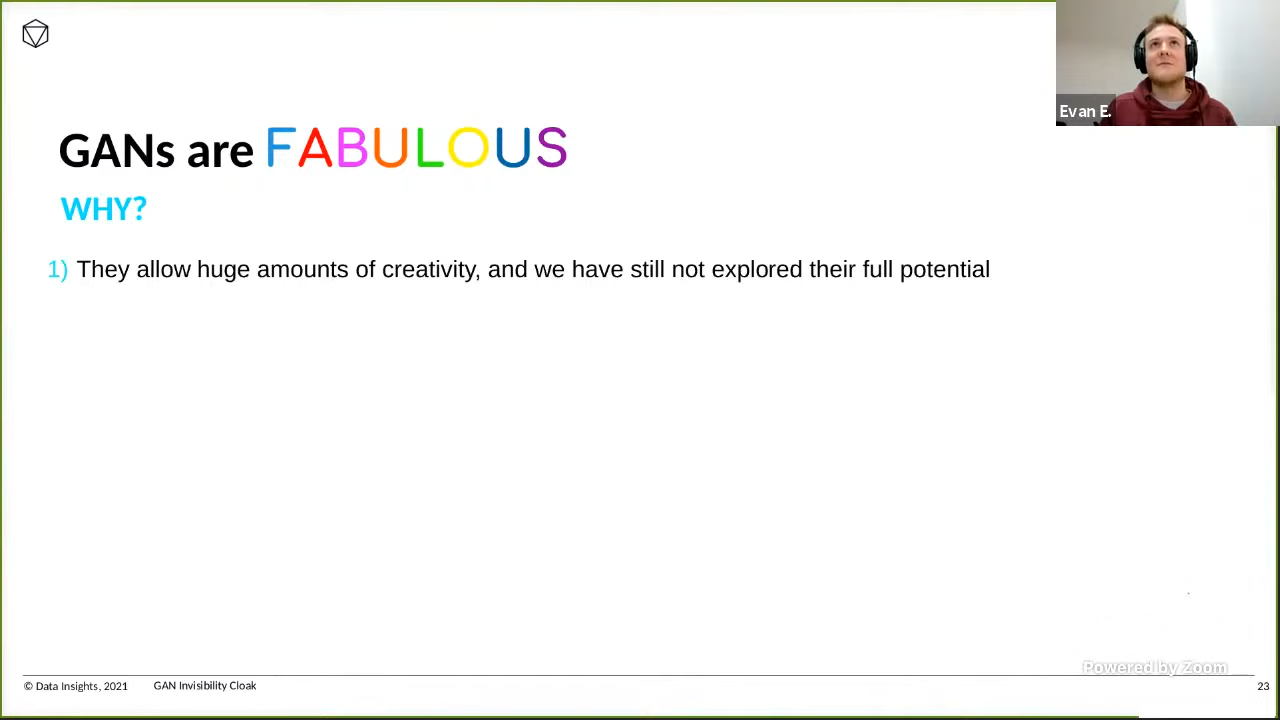 Evan E.
GANs are FABULOUS
WHY?
1) They allow huge amounts of creativity, and we have still not explored their full potential
Powered by Zoom
© Data Insights, 2021 GAN Invisibility Cloak 23